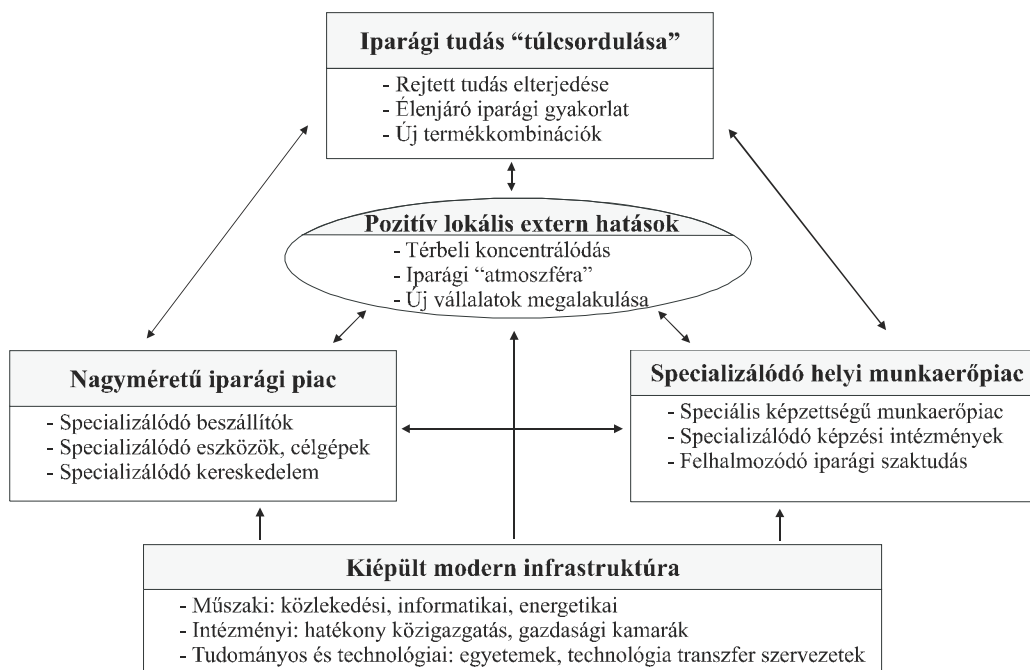 Iparági tudás “túlcsordulása”
- Rejtett tudás elterjedése
- Élenjáró iparági gyakorlat
- Új termékkombinációk
Pozitív lokális extern hatások
- Térbeli koncentrálódás
- Iparági “atmoszféra”
- Új vállalatok megalakulása
Nagyméretű iparági piac
- Specializálódó beszállítók
- Specializálódó eszközök, célgépek
- Specializálódó kereskedelem
Specializálódó helyi munkaerőpiac
- Speciális képzettségű munkaerőpiac
- Specializálódó képzési intézmények
- Felhalmozódó iparági szaktudás
Kiépült modern infrastruktúra
- Műszaki: közlekedési, informatikai, energetikai
- Intézményi: hatékony közigazgatás, gazdasági kamarák
- Tudományos és technológiai: egyetemek, technológia transzfer szervezetek